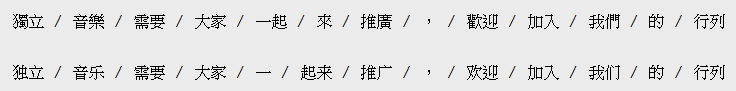 獨立 / 音樂 / 需要 / 大家 / 一起 / 來 / 推廣 / ， / 歡迎 / 加入 / 我們 / 的 / 行列
独立 / 音乐 / 需要 / 大家 / 一 / 起来 / 推广 / ， / 欢迎 / 加入 / 我们 / 的 / 行列